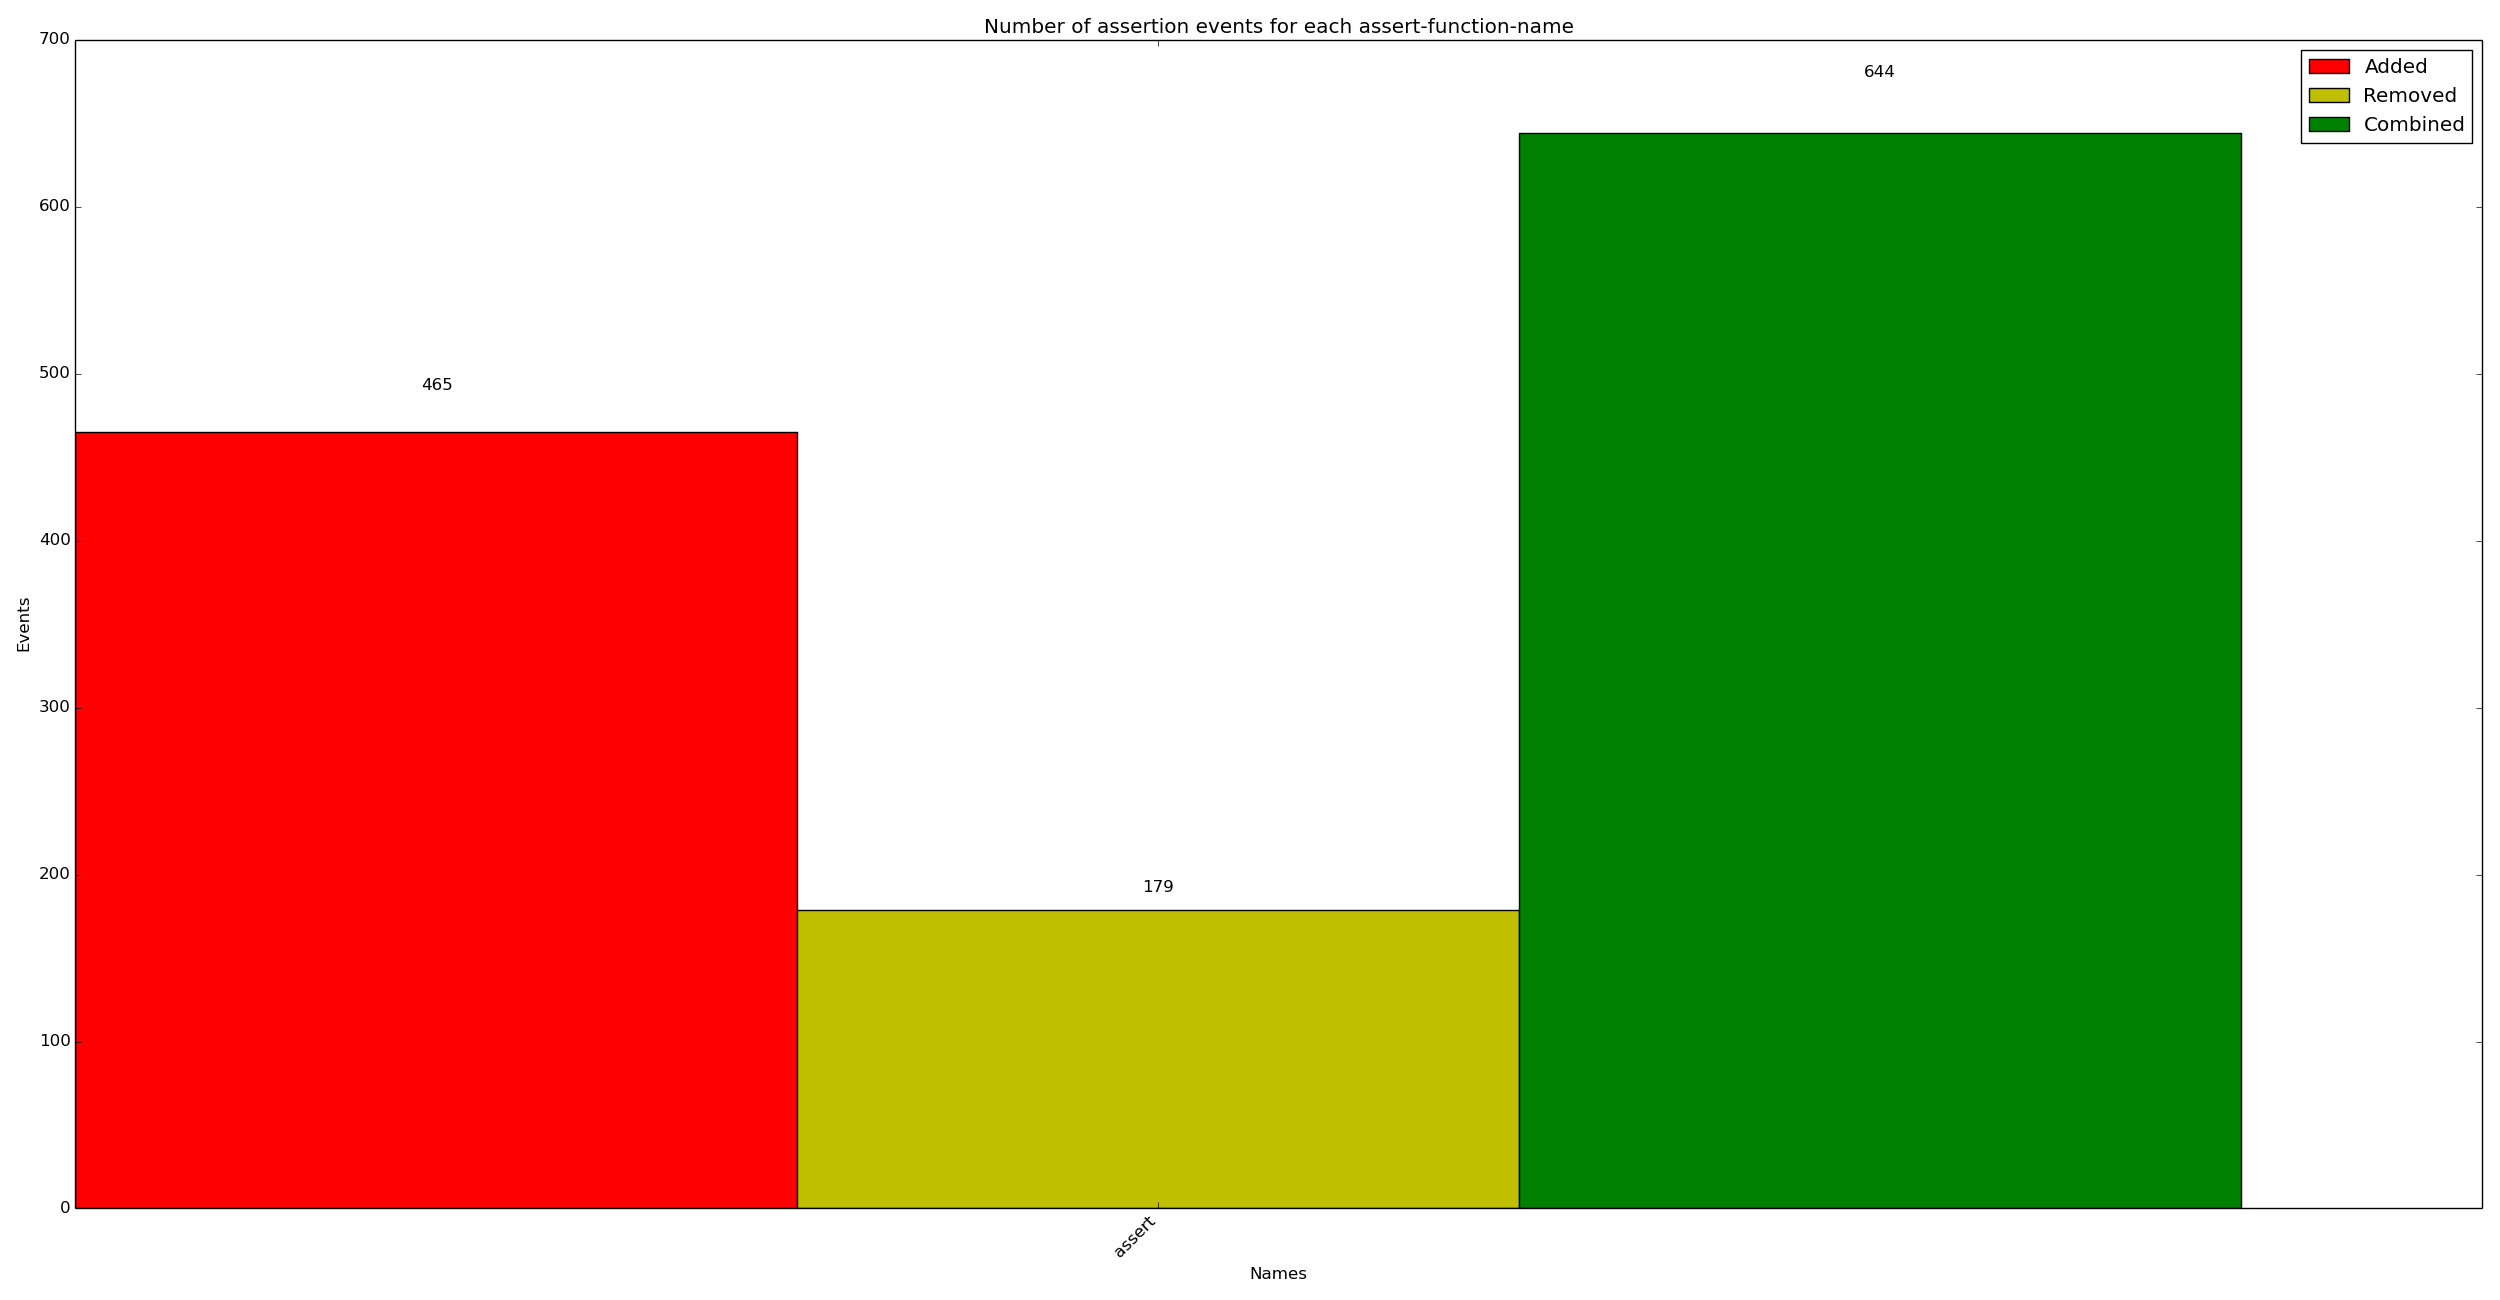 Number of assertion events for each assert-function-name
700
600
500
400
300
200
100
0
Events
465
179
644
Added
Removed
Combined
assert
Names